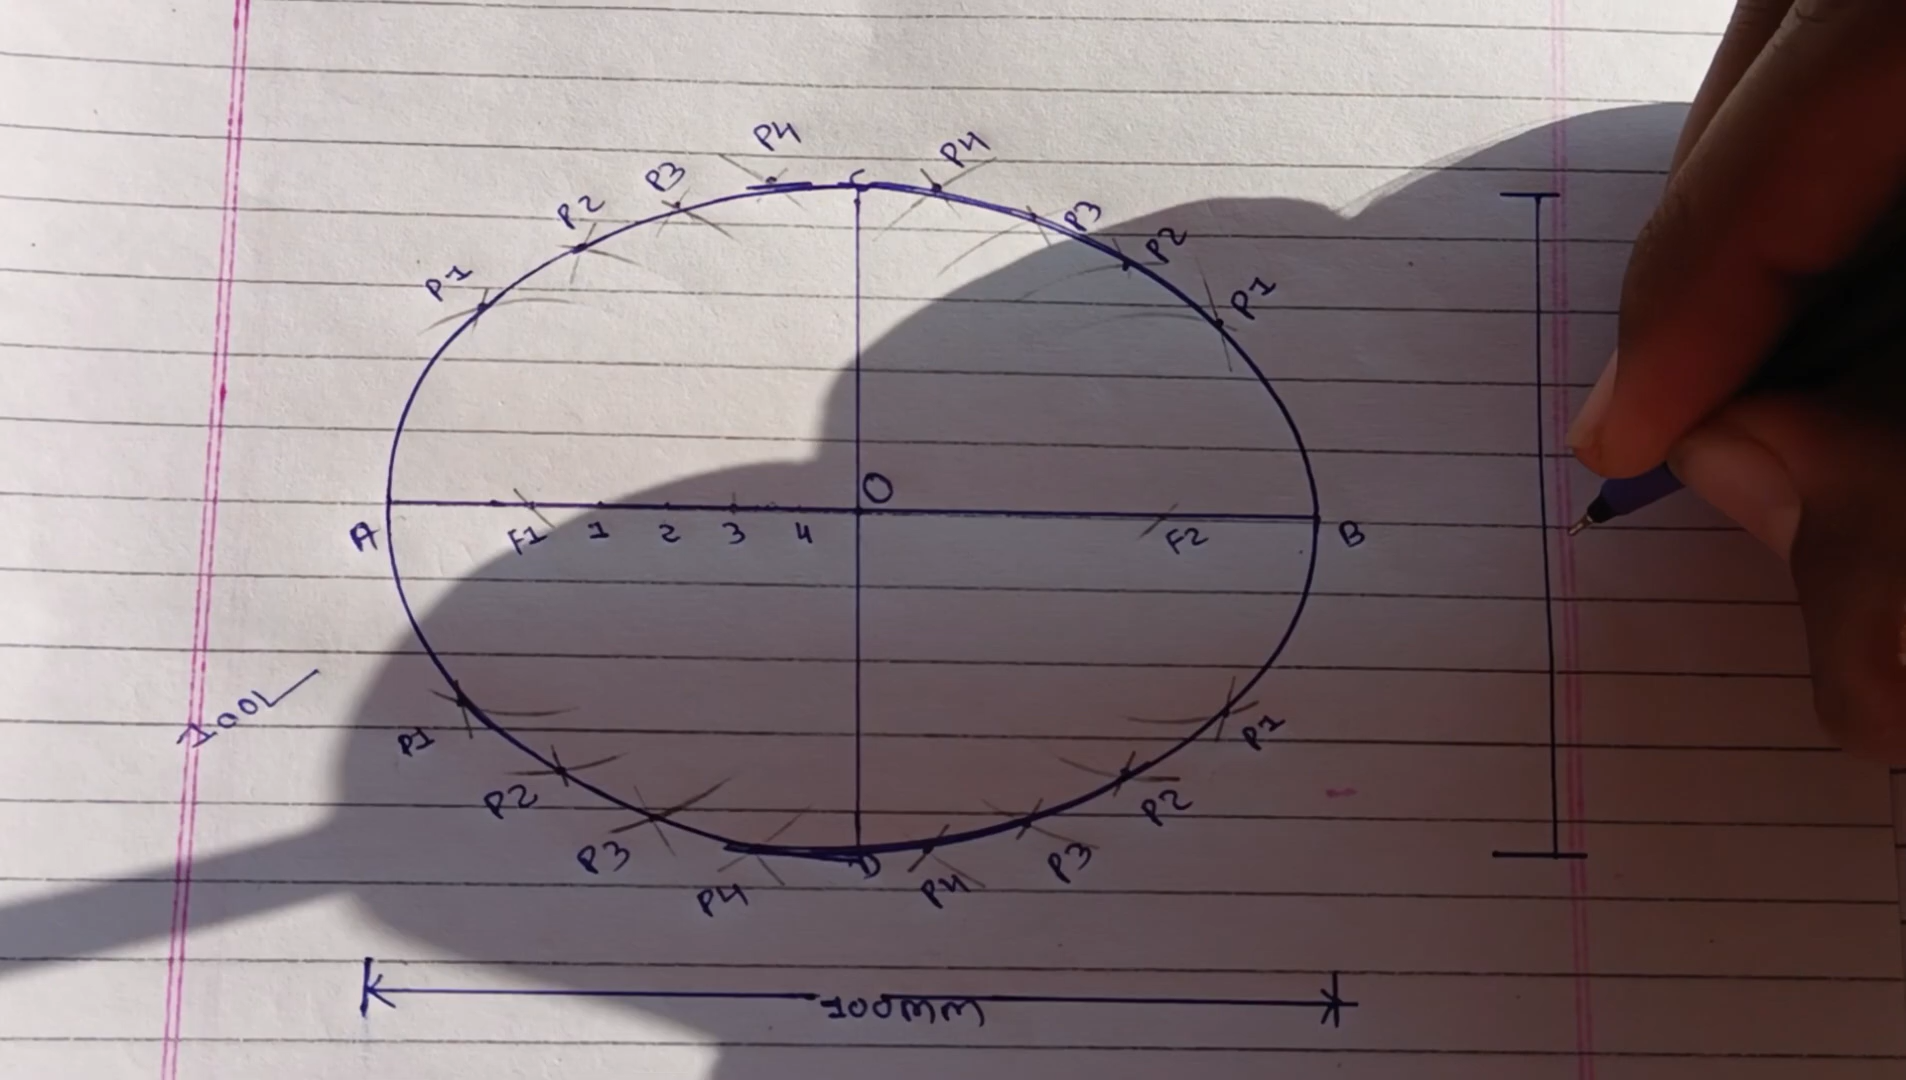 P4 P4
P3 P3
P2 P2
P1 P1
C
O
A F1 1 2 3 4 F2 B
P1 P1
P2 P2
P3 P3
P4 D P4
100mm